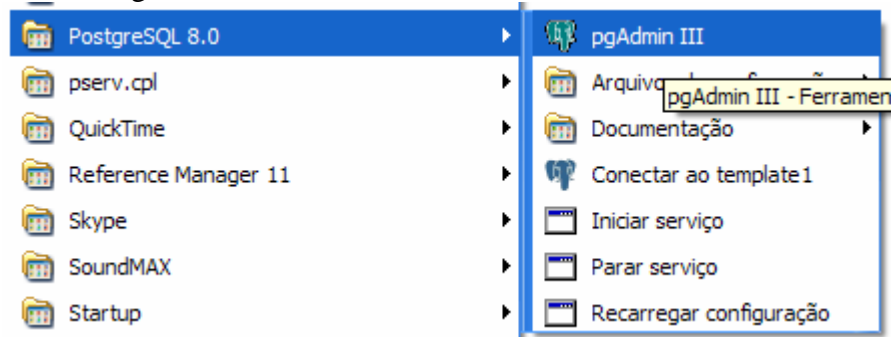 PostgreSQL 8.0
pserv.cpl
QuickTime
Reference Manager 11
Skype
SoundMAX
Startup
pgAdmin III
Arquivo
pgAdmin III - Ferramen
Documentação
Conectar ao template1
Iniciar serviço
Parar serviço
Recarregar configuração